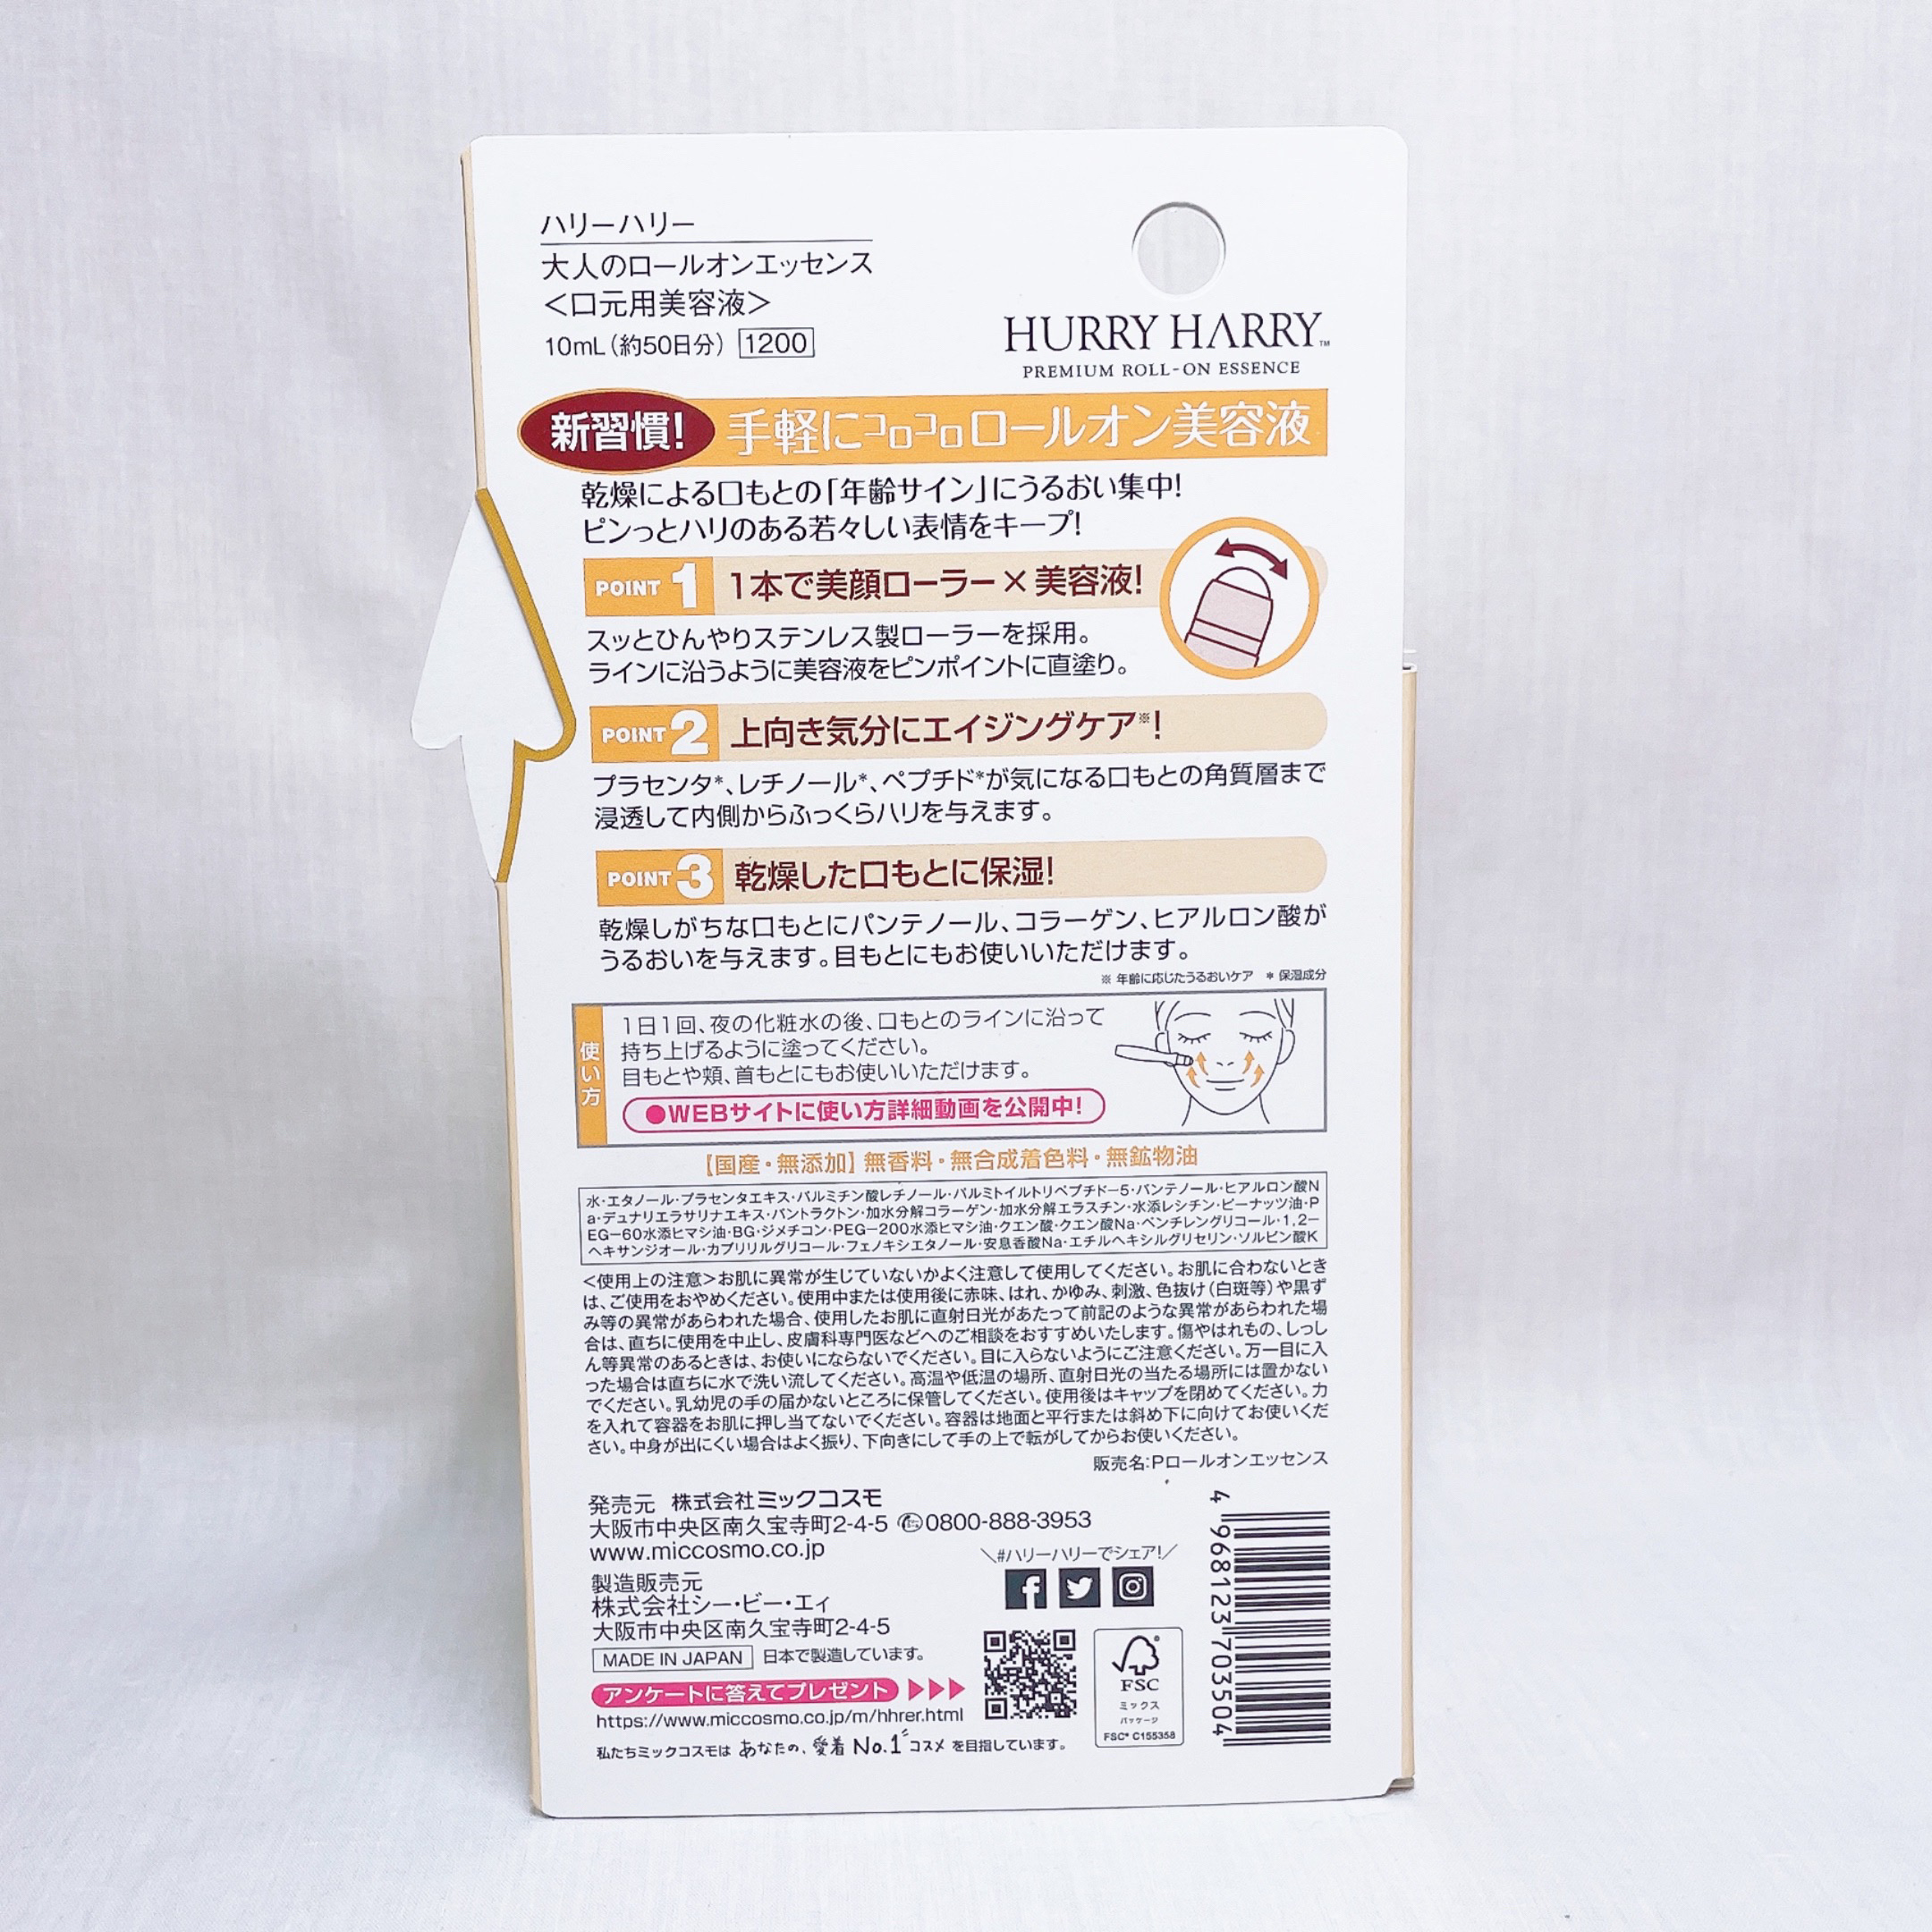 ハリーハリー
大人のロールオンエッセンス
＜口元用美容液＞
10mL（約50日分） 1200
HURRY HARRY™
PREMIUM ROLL-ON ESSENCE
新習慣! 手軽にコロコロロールオン美容液
乾燥による口もとの「年齢サイン」にうるおい集中!
ピンっとハリのある若々しい表情をキープ!
POINT 1 1本で美顔ローラー×美容液!
スッとひんやりステンレス製ローラーを採用。
ラインに沿うように美容液をピンポイントに直塗り。
POINT 2 上向き気分にエイジングケア※!
プラセンタ*、レチノール*、ペプチド*が気になる口もとの角質層まで
浸透して内側からふっくらハリを与えます。
POINT 3 乾燥した口もとに保湿!
乾燥しがちな口もとにパンテノール、コラーゲン、ヒアルロン酸が
うるおいを与えます。目もとにもお使いいただけます。
※ 年齢に応じたうるおいケア ＊ 保湿成分
使い方
1日1回、夜の化粧水の後、口もとのラインに沿って
持ち上げるように塗ってください。
目もとや頬、首もとにもお使いいただけます。
●WEBサイトに使い方詳細動画を公開中!
【国産・無添加】無香料・無合成着色料・無鉱物油
水・エタノール・プラセンタエキス・パルミチン酸レチノール・パルミトイルトリペプチド－5・パンテノール・ヒアルロン酸N
a・デュナリエラサリナエキス・パントラクトン・加水分解コラーゲン・加水分解エラスチン・水添レシチン・ピーナッツ油・P
EG－60水添ヒマシ油・BG・ジメチコン・PEG－200水添ヒマシ油・クエン酸・クエン酸Na・ペンチレングリコール・1,2－
ヘキサンジオール・カプリリルグリコール・フェノキシエタノール・安息香酸Na・エチルヘキシルグリセリン・ソルビン酸K
＜使用上の注意＞お肌に異常が生じていないかよく注意して使用してください。お肌に合わないとき
は、ご使用をおやめください。使用中または使用後に赤味、はれ、かゆみ、刺激、色抜け（白斑等）や黒ず
み等の異常があらわれた場合、使用したお肌に直射日光があたって前記のような異常があらわれた場
合は、直ちに使用を中止し、皮膚科専門医などへのご相談をおすすめいたします。傷やはれもの、しっし
ん等異常のあるときは、お使いにならないでください。目に入らないようにご注意ください。万一目に入
った場合は直ちに水で洗い流してください。高温や低温の場所、直射日光の当たる場所には置かない
でください。乳幼児の手の届かないところに保管してください。使用後はキャップを閉めてください。力
を入れて容器をお肌に押し当てないでください。容器は地面と平行または斜め下に向けてお使いくだ
さい。中身が出にくい場合はよく振り、下向きにして手の上で転がしてからお使いください。
販売名:Pロールオンエッセンス
発売元 株式会社ミックコスモ
大阪市中央区南久宝寺町2-4-5 0800-888-3953
www.miccosmo.co.jp
＼#ハリーハリーでシェア!／
製造販売元
株式会社シー・ビー・エィ
大阪市中央区南久宝寺町2-4-5
MADE IN JAPAN 日本で製造しています。
アンケートに答えてプレゼント
https://www.miccosmo.co.jp/m/hhrer.html
私たちミックコスモは あなたの、愛着No.1コスメ を目指しています。
FSC
ミックス
パッケージ
FSC® C155358
4 968123 703504